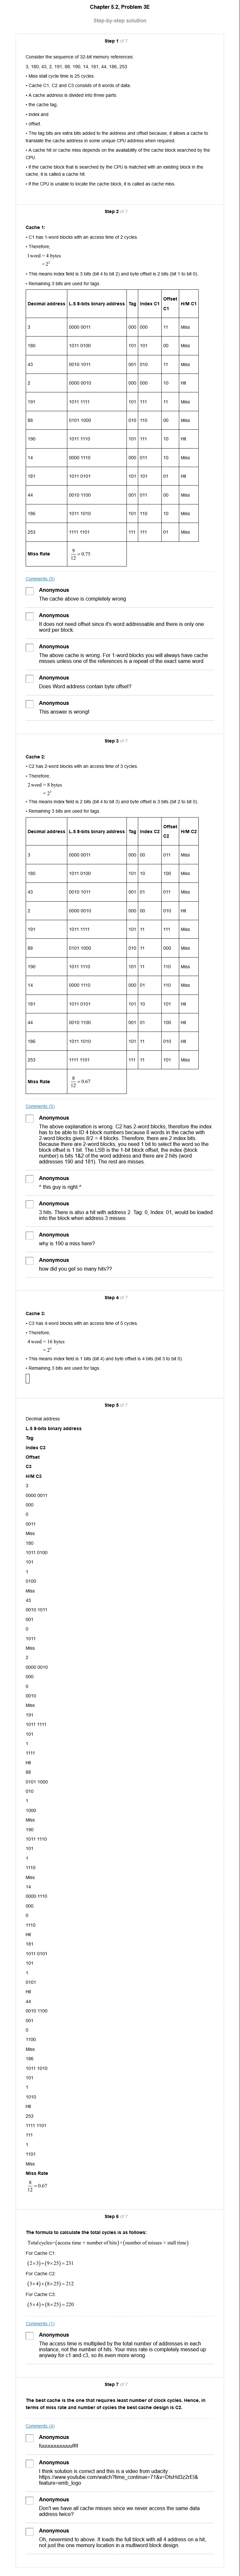 Chapter 5.2, Problem 3E
Step-by-step solution
Step 1 of 7
Consider the sequence of 32-bit memory references:
3, 180, 43, 2, 191, 88, 190, 14, 181, 44, 186, 253
• Miss stall cycle time is 25 cycles.
• Cache C1, C2 and C3 consists of 8 words of data
• A cache address is divided into three parts:
• the cache tag,
• index and
• offset.
• The tag bits are extra bits added to the address and offset because, it allows a cache to
translate the cache address in some unique CPU address when required.
• A cache hit or cache miss depends on the availability of the cache block searched by the
CPU
• If the cache block that is searched by the CPU is matched with an existing block in the
cache, it is called a cache hit.
• If the CPU is unable to locate the cache block, it is called as cache miss.
Step 2 of 7
Cache 1:
• C1 has 1-word blocks with an access time of 2 cycles.
• Therefore,
1 word = 4 bytes
= 2²
• This means index field is 3 bits (bit 4 to bit 2) and byte offset is 2 bits (bit 1 to bit 0).
• Remaining 3 bits are used for tags.
Decimal address L.S 8-bits binary address Tag Index C1 Offset C1 H/M C1
3 0000 0011 000 000 11 Miss
180 1011 0100 101 101 00 Miss
43 0010 1011 001 010 11 Miss
2 0000 0010 000 000 10 Hit
191 1011 1111 101 111 11 Miss
88 0101 1000 010 110 00 Miss
190 1011 1110 101 111 10 Hit
14 0000 1110 000 011 10 Miss
181 1011 0101 101 101 01 Hit
44 0010 1100 001 011 00 Miss
186 1011 1010 101 110 10 Miss
253 1111 1101 111 111 01 Miss
Miss Rate 9/12 = 0.75
Comments (5)
Anonymous
The cache above is completely wrong
Anonymous
It does not need offset since it's word addressable and there is only one
word per block
Anonymous
The above cache is wrong. For 1-word blocks you will always have cache
misses unless one of the references is a repeat of the exact same word
Anonymous
Does Word address contain byte offset?
Anonymous
This answer is wrong!
Step 3 of 7
Cache 2:
• C2 has 2-word blocks with an access time of 3 cycles.
• Therefore,
2 word = 8 bytes
= 2³
• This means index field is 2 bits (bit 4 to bit 3) and byte offset is 3 bits (bit 2 to bit 0).
• Remaining 3 bits are used for tags.
Decimal address L.S 8-bits binary address Tag Index C2 Offset C2 H/M C2
3 0000 0011 000 00 011 Miss
180 1011 0100 101 10 100 Miss
43 0010 1011 001 01 011 Miss
2 0000 0010 000 00 010 Hit
191 1011 1111 101 11 111 Miss
88 0101 1000 010 11 000 Miss
190 1011 1110 101 11 110 Miss
14 0000 1110 000 01 110 Miss
181 1011 0101 101 10 101 Hit
44 0010 1100 001 01 100 Hit
186 1011 1010 101 11 010 Hit
253 1111 1101 111 11 101 Miss
Miss Rate 8/12 = 0.67
Comments (5)
Anonymous
The above explanation is wrong. C2 has 2-word blocks, therefore the index
has to be able to ID 4 block numbers because 8 words in the cache with
2-word blocks gives 8/2 = 4 blocks. Therefore, there are 2 index bits.
Because there are 2-word blocks, you need 1 bit to select the word so the
block offset is 1 bit. The LSB is the 1-bit block offset, the index (block
number) is bits 1&2 of the word address and there are 2 hits (word
addresses 190 and 181). The rest are misses.
Anonymous
^ this guy is right ^
Anonymous
3 hits. There is also a hit with address 2. Tag: 0, Index: 01, would be loaded
into the block when address 3 misses
Anonymous
why is 190 a miss here?
Anonymous
how did you get so many hits??
Step 4 of 7
Cache 3:
• C3 has 4-word blocks with an access time of 5 cycles.
• Therefore,
4 word = 16 bytes
= 2⁴
• This means index field is 1 bits (bit 4) and byte offset is 4 bits (bit 3 to bit 0).
• Remaining 3 bits are used for tags.
Step 5 of 7
Decimal address
L.S 8-bits binary address
Tag
Index C3
Offset
C3
H/M C3
3
0000 0011
000
0
0011
Miss
180
1011 0100
101
1
0100
Miss
43
0010 1011
001
0
1011
Miss
2
0000 0010
000
0
0010
Miss
191
1011 1111
101
1
1111
Hit
88
0101 1000
010
1
1000
Miss
190
1011 1110
101
1
1110
Miss
14
0000 1110
000
0
1110
Hit
181
1011 0101
101
1
0101
Hit
44
0010 1100
001
0
1100
Miss
186
1011 1010
101
1
1010
Hit
253
1111 1101
111
1
1101
Miss
Miss Rate
8/12 = 0.67
Step 6 of 7
The formula to calculate the total cycles is as follows:
Total cycles=(access time × number of hits)+(number of misses × stall time)
For Cache C1:
(2×3)+(9×25)=231
For Cache C2:
(3×4)+(8×25)=212
For Cache C3:
(5×4)+(8×25)=220
Comments (1)
Anonymous
The access time is multiplied by the total number of addresses in each
instance, not the number of hits. Your miss rate is completely messed up
anyway for c1 and c3, so its even more wrong
Step 7 of 7
The best cache is the one that requires least number of clock cycles. Hence, in
terms of miss rate and number of cycles the best cache design is C2.
Comments (4)
Anonymous
Anonymous
I think solution is correct and this is a video from udacity :
feature=emb_logo
Anonymous
Don't we have all cache misses since we never access the same data
address twice?
Anonymous
Oh, nevermind to above. It loads the full block with all 4 address on a hit,
not just the one memory location in a multiword block design.